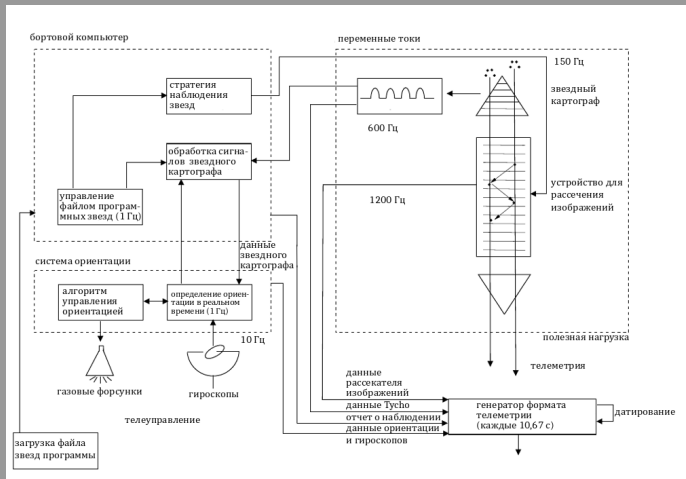 бортовой компьютер
переменные токи
150 Гц
стратегия
наблюдения
звезд
звездный
картограф
600 Гц
обработка сигна-
лов звездного
картографа
управление
файлом програм-
мных звезд (1 Гц)
1200 Гц
устройство для
рассечения
изображений
данные
звездного
картографа
система ориентации
алгоритм
управления
ориентацией
определение ориен-
тации в реальном
времени (1 Гц)
10 Гц
полезная нагрузка
телеметрия
газовые форсунки
гироскопы
данные
рассекателя
изображений
данные Tycho
отчет о наблюдении
данные ориентации
и гироскопов
генератор формата
телеметрии
(каждые 10,67 с)
датирование
телеуправление
загрузка файла
звезд программы